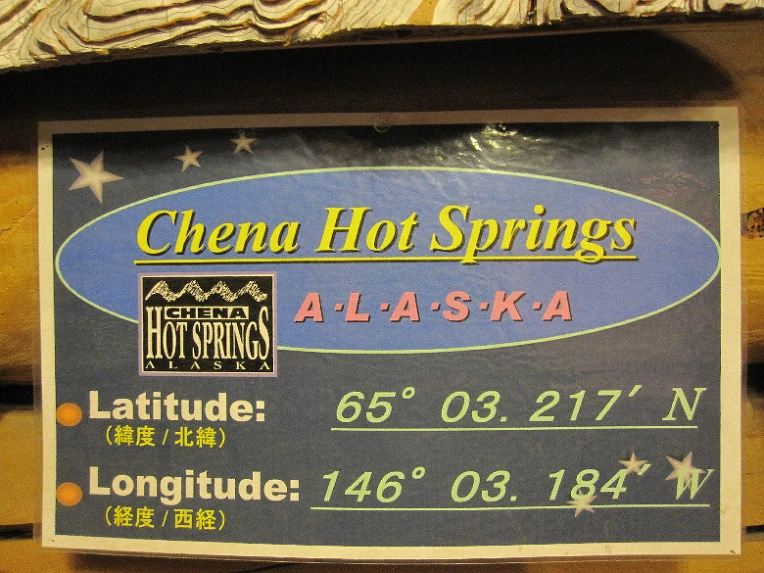 Chena Hot Springs
CHENA
HOT SPRINGS
ALASKA
A·L·A·S·K·A
Latitude: 65° 03. 217′ N
(緯度/北緯)
Longitude: 146° 03. 184′ W
(経度/西経)